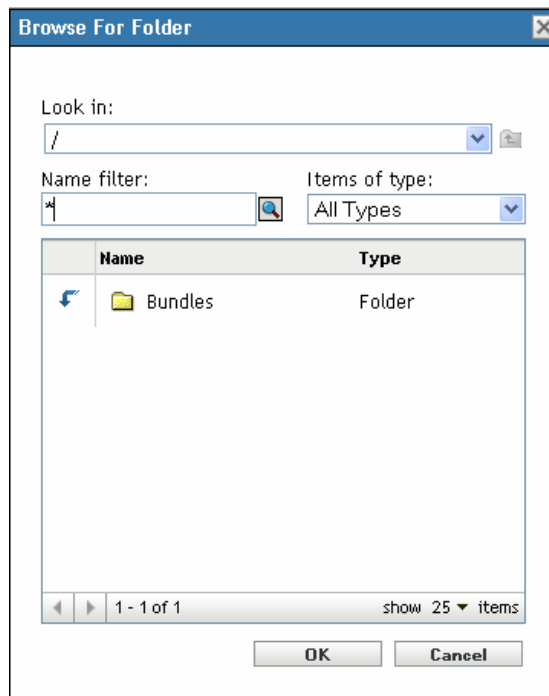 Browse For Folder
Look in:
/
Name filter: Items of type:
* All Types
Name Type
Bundles Folder
1 - 1 of 1 show 25 items
OK Cancel